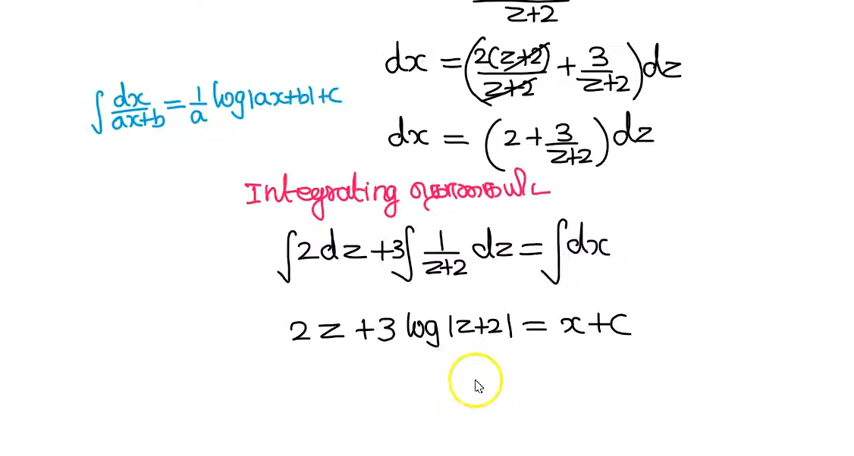 z+2
dx = (2(z+2)/z+2 + 3/z+2) dz
∫ dx/ax+b = 1/a log|ax+b|+c
dx = (2 + 3/z+2) dz
Integrating
∫2dz+3∫ 1/z+2 dz = ∫dx
2z + 3 log|z+2| = x+c